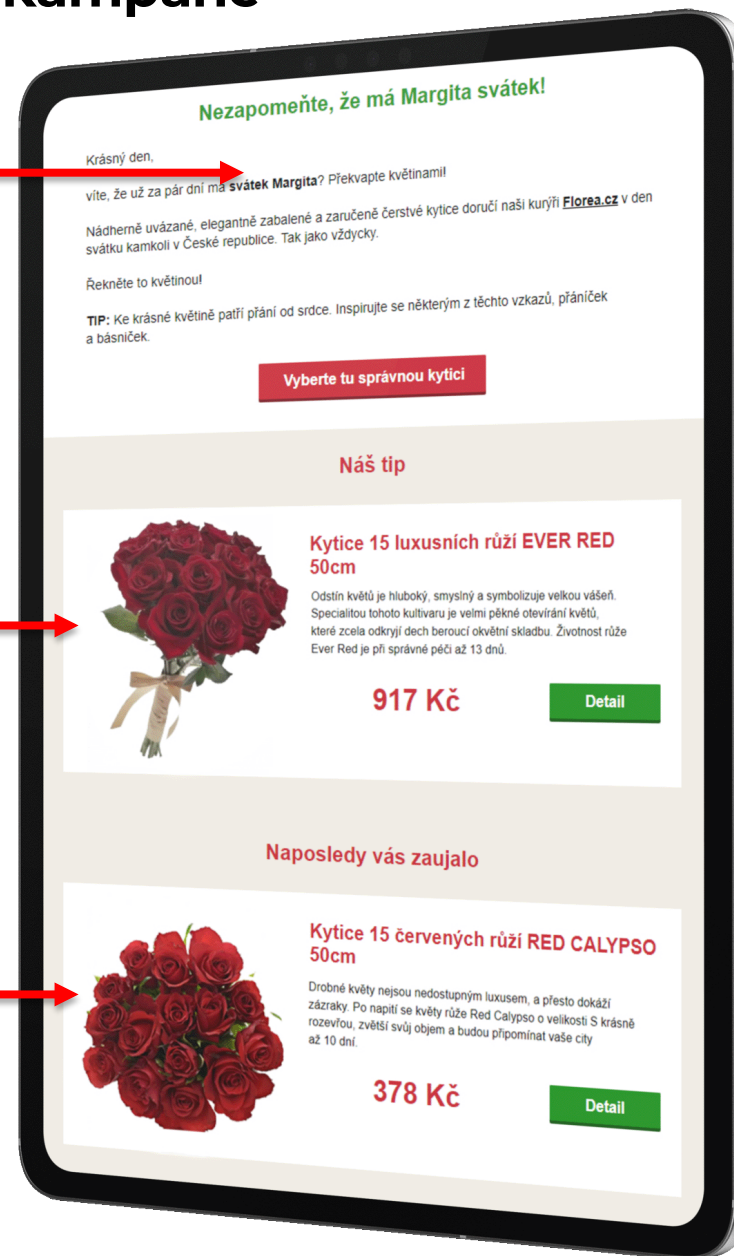 Nezapomeňte, že má Margita svátek!
Krásný den,
víte, že už za pár dní má svátek Margita? Překvapte květinami!
Nádherně uvázané, elegantně zabalené a zaručeně čerstvé kytice doručí naši kurýři Florea.cz v den
svátku kamkoli v České republice. Tak jako vždycky.
Řekněte to květinou!
TIP: Ke krásné květině patří přání od srdce. Inspirujte se některým z těchto vzkazů, přáníček
a básniček.
Vyberte tu správnou kytici
Náš tip
Kytice 15 luxusních růží EVER RED
50cm
Odstín květů je hluboký, smyslný a symbolizuje velkou vášeň.
Specialitou tohoto kultivaru je velmi pěkné otevírání květů,
které zcela odkryjí dech beroucí okvětní skladbu. Životnost růže
Ever Red je při správné péči až 13 dnů.
917 Kč
Detail
Naposledy vás zaujalo
Kytice 15 červených růží RED CALYPSO
50cm
Drobné květy nejsou nedostupným luxusem, a přesto dokáží
zázraky. Po napití se květy růže Red Calypso o velikosti S krásně
rozevřou, zvětší svůj objem a budou připomínat vaše city
až 10 dní.
378 Kč
Detail